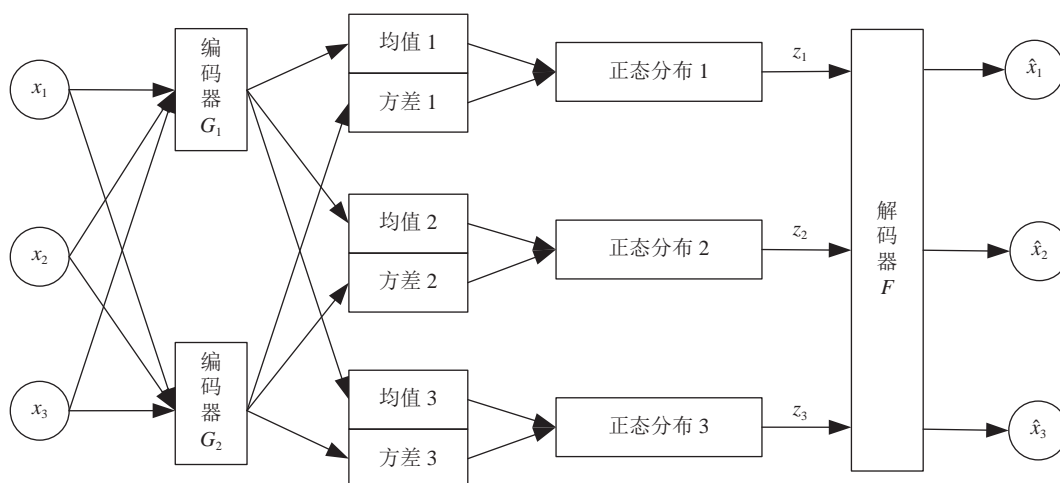 x₁
x₂
x₃
编码器 G₁
编码器 G₂
均值 1
方差 1
均值 2
方差 2
均值 3
方差 3
正态分布 1
正态分布 2
正态分布 3
z₁
z₂
z₃
解码器 F
x̂₁
x̂₂
x̂₃